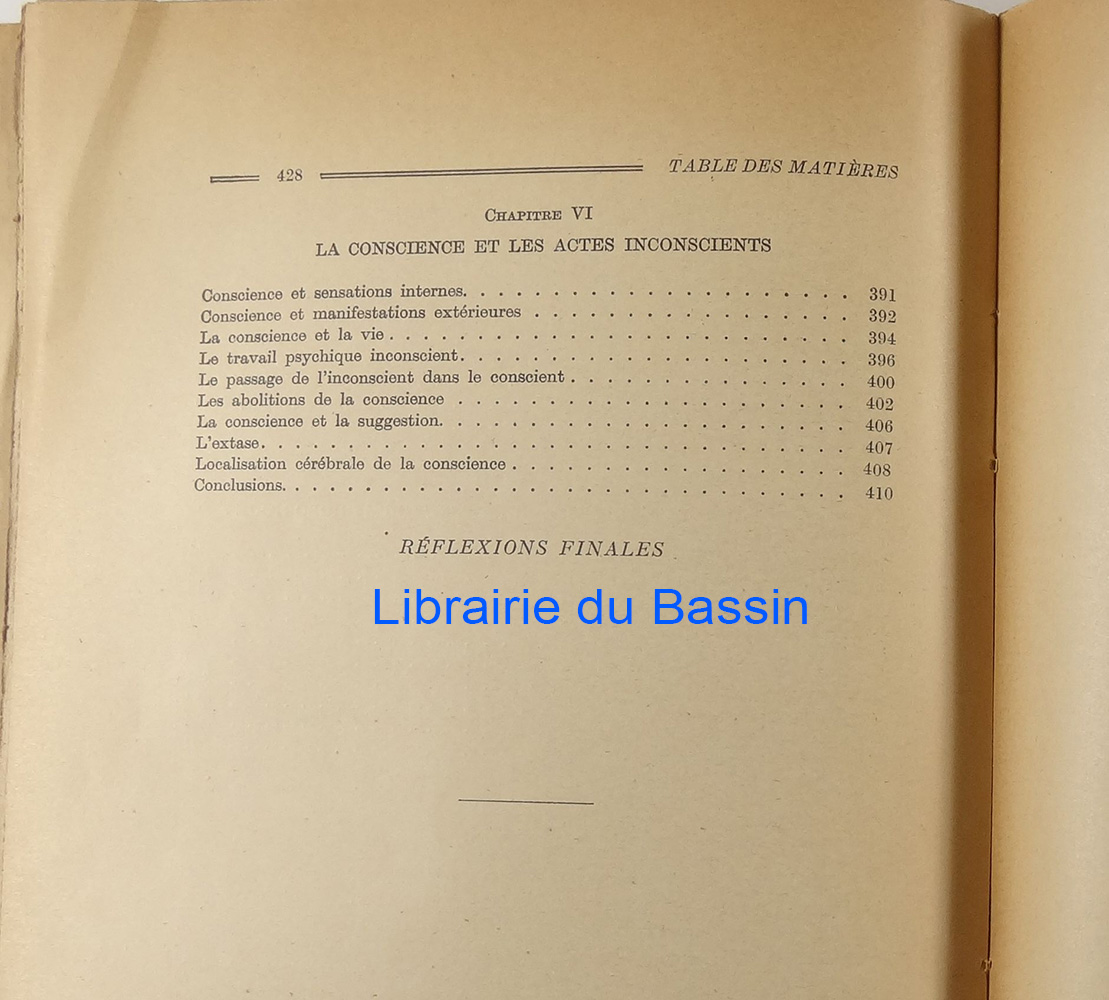 428 TABLE DES MATIÈRES
CHAPITRE VI
LA CONSCIENCE ET LES ACTES INCONSCIENTS
Conscience et sensations internes. . . . . . . . . . . . . . . . . . . . 391
Conscience et manifestations extérieures . . . . . . . . . . . . . . . . 392
La conscience et la vie . . . . . . . . . . . . . . . . . . . . . . . . 394
Le travail psychique inconscient. . . . . . . . . . . . . . . . . . . . 396
Le passage de l'inconscient dans le conscient . . . . . . . . . . . . . . 400
Les abolitions de la conscience . . . . . . . . . . . . . . . . . . . . 402
La conscience et la suggestion. . . . . . . . . . . . . . . . . . . . . 406
L'extase. . . . . . . . . . . . . . . . . . . . . . . . . . . . . . 407
Localisation cérébrale de la conscience . . . . . . . . . . . . . . . . . 408
Conclusions. . . . . . . . . . . . . . . . . . . . . . . . . . . . . 410
RÉFLEXIONS FINALES
Librairie du Bassin